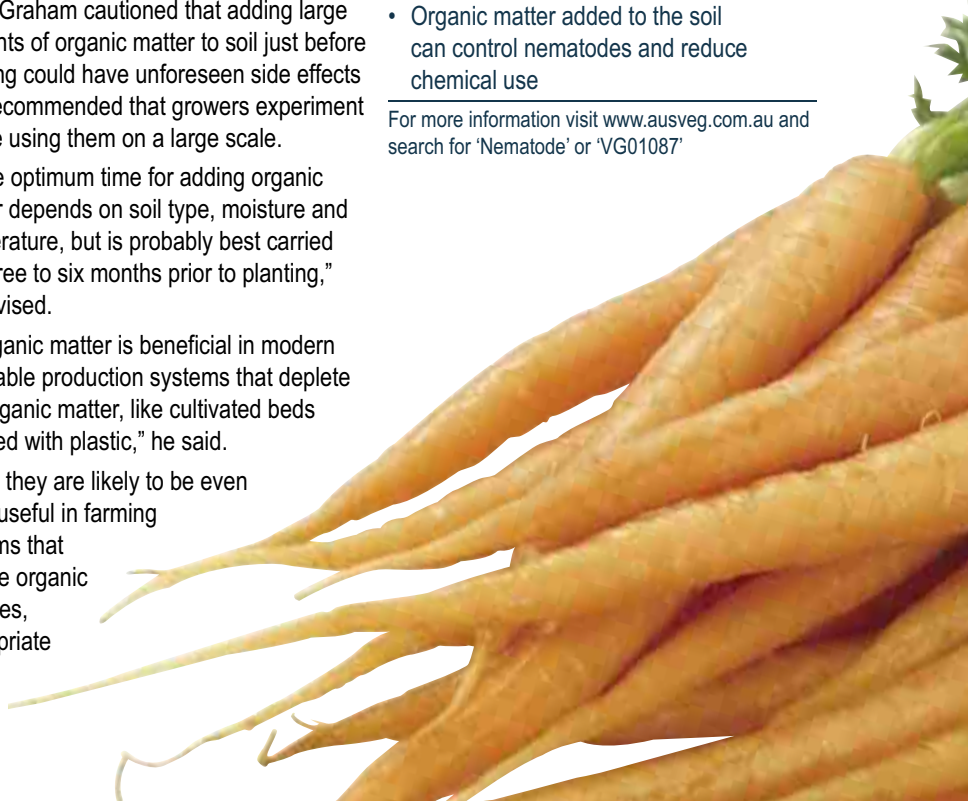 Graham cautioned that adding large
nts of organic matter to soil just before
ng could have unforeseen side effects
ecommended that growers experiment
e using them on a large scale.
e optimum time for adding organic
r depends on soil type, moisture and
erature, but is probably best carried
ree to six months prior to planting,”
vised.
ganic matter is beneficial in modern
able production systems that deplete
ganic matter, like cultivated beds
ed with plastic,” he said.
they are likely to be even
useful in farming
ms that
e organic
es,
priate
• Organic matter added to the soil
can control nematodes and reduce
chemical use
For more information visit www.ausveg.com.au and
search for ‘Nematode’ or ‘VG01087’